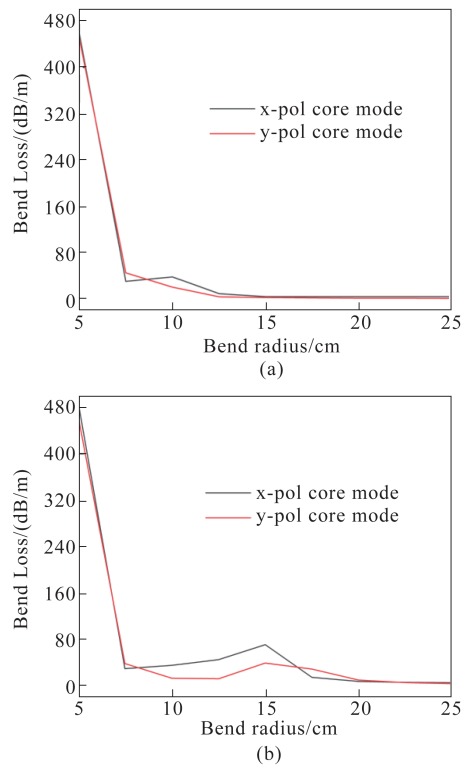 480
400
320
240
160
80
0
Bend Loss/(dB/m)
x-pol core mode
y-pol core mode
5 10 15 20 25
Bend radius/cm
(a)
480
400
320
240
160
80
0
Bend Loss/(dB/m)
x-pol core mode
y-pol core mode
5 10 15 20 25
Bend radius/cm
(b)